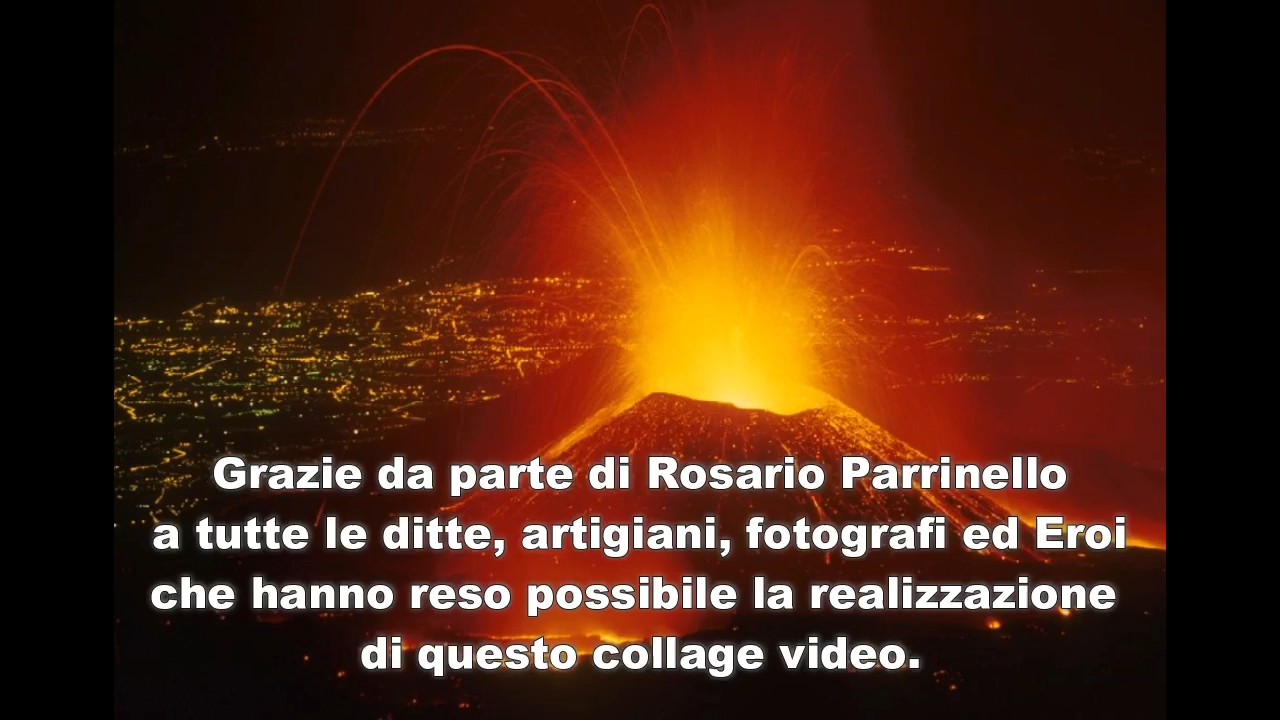 Grazie da parte di Rosario Parrinello
a tutte le ditte, artigiani, fotografi ed Eroi
che hanno reso possibile la realizzazione
di questo collage video.